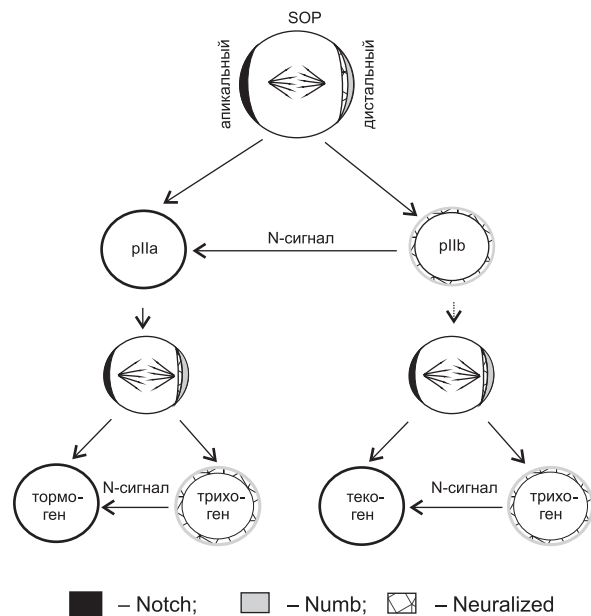 SOP
апикальный
дистальный
pIIa
N-сигнал
pIIb
тормо-
ген
N-сигнал
трихо-
ген
теко-
ген
N-сигнал
трихо-
ген
– Notch; – Numb; – Neuralized